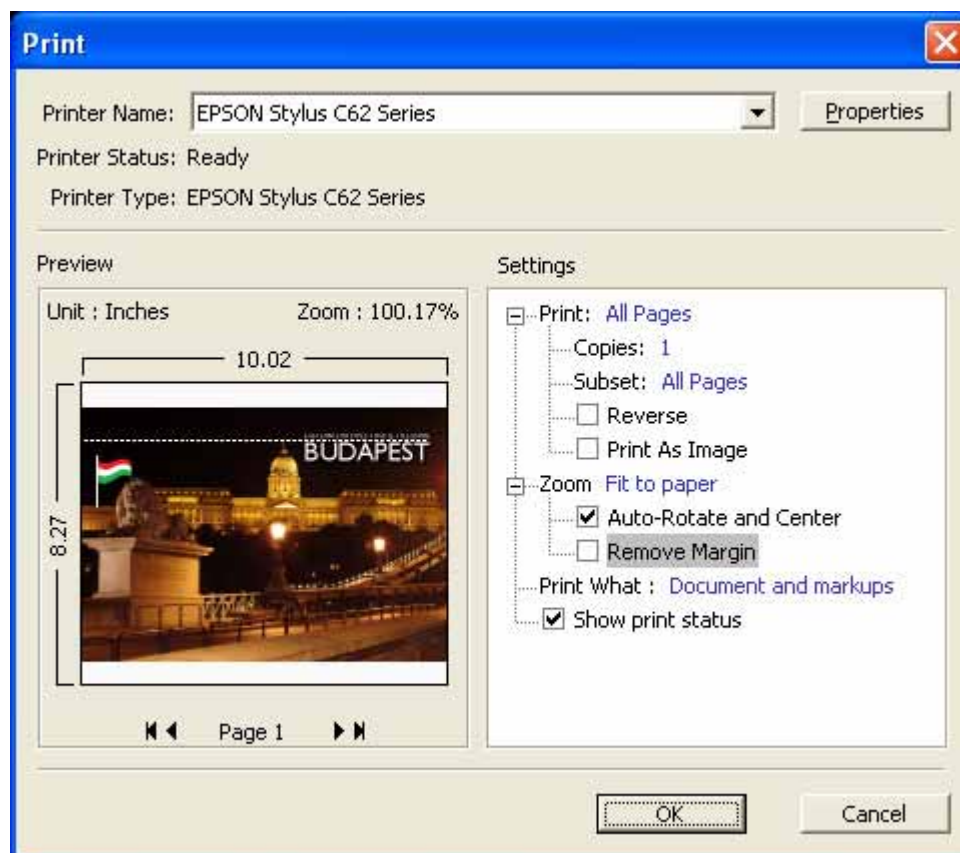 Print
Printer Name: EPSON Stylus C62 Series
Properties
Printer Status: Ready
Printer Type: EPSON Stylus C62 Series
Preview
Settings
Unit : Inches Zoom : 100.17%
10.02
8.27
BUDAPEST
Page 1
Print: All Pages
Copies: 1
Subset: All Pages
Reverse
Print As Image
Zoom Fit to paper
Auto-Rotate and Center
Remove Margin
Print What : Document and markups
Show print status
OK
Cancel